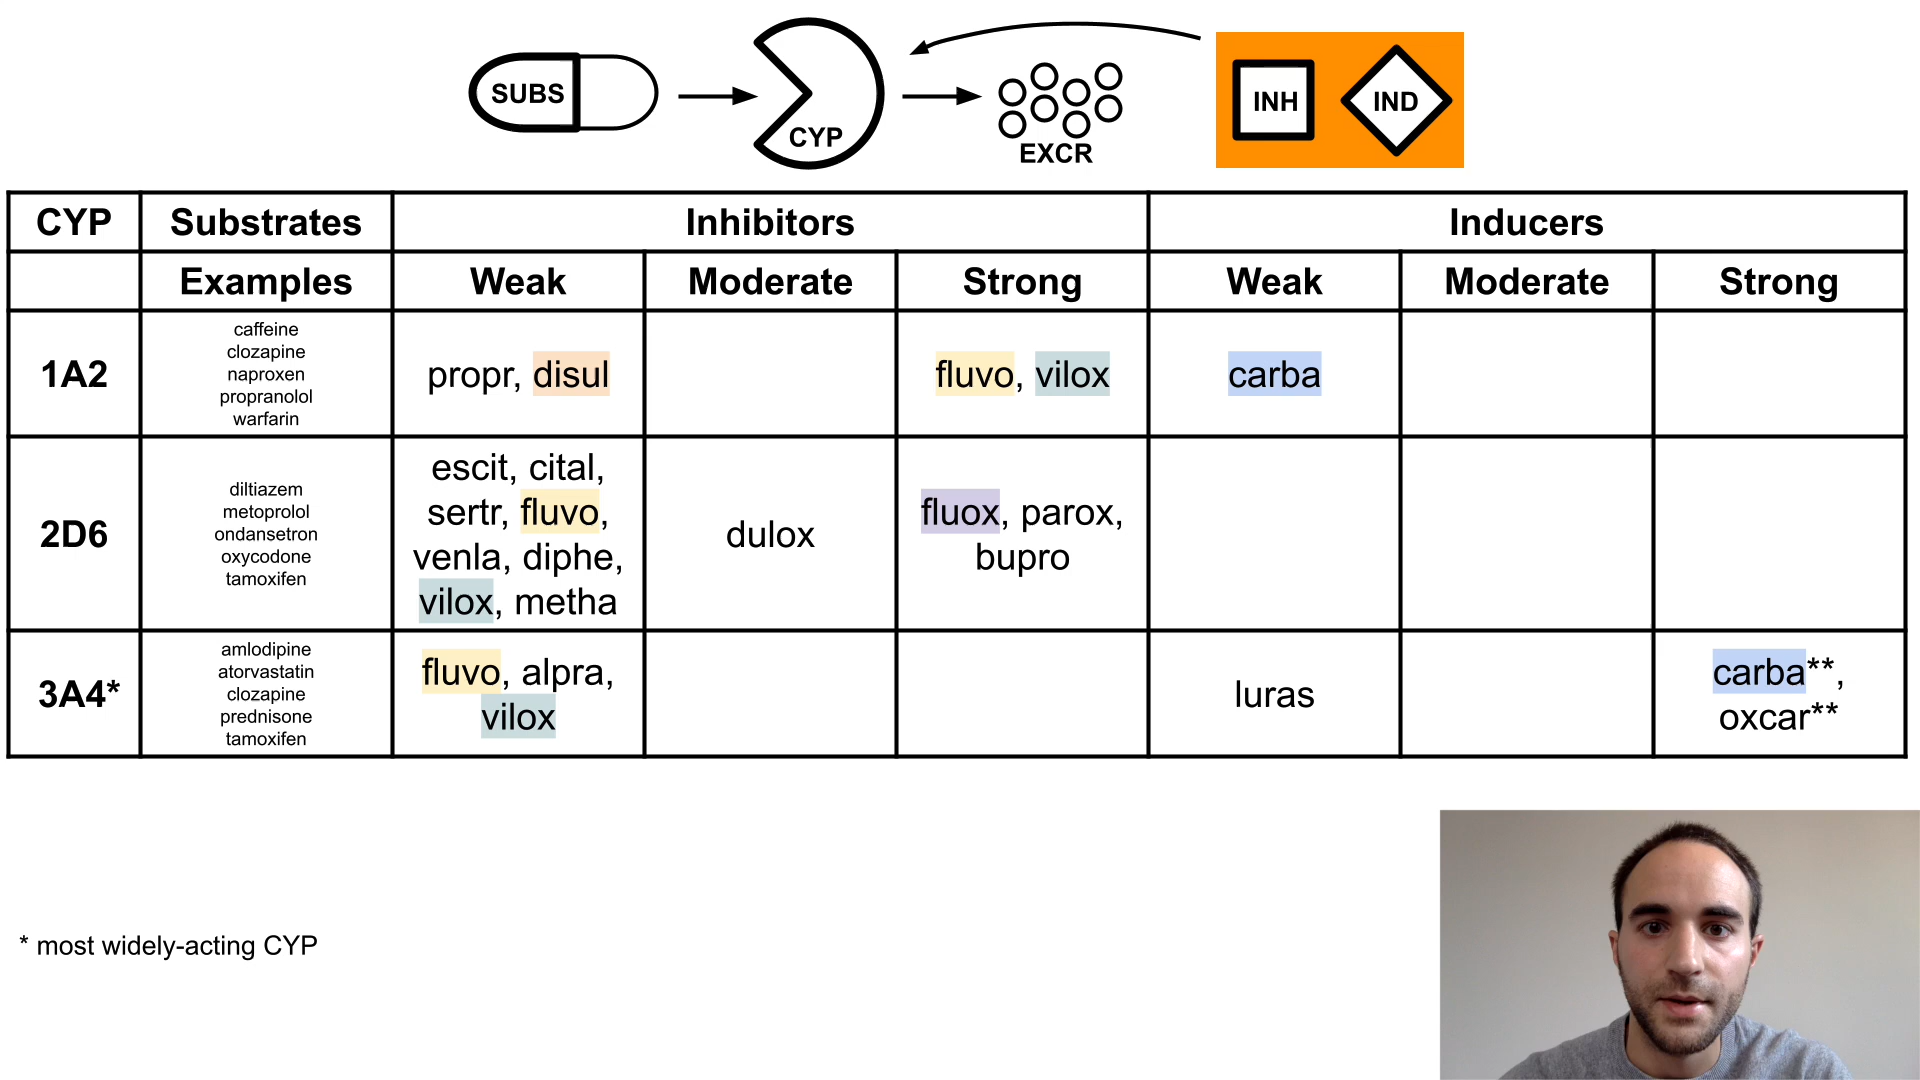 SUBS
CYP
EXCR
INH
IND
CYP
Substrates
Inhibitors
Inducers
Examples
Weak
Moderate
Strong
Weak
Moderate
Strong
1A2
caffeine
clozapine
naproxen
propranolol
warfarin
propr, disul
fluvo, vilox
carba
2D6
diltiazem
metoprolol
ondansetron
oxycodone
tamoxifen
escit, cital,
sertr, fluvo,
venla, diphe,
vilox, metha
dulox
fluox, parox,
bupro
3A4*
amlodipine
atorvastatin
clozapine
prednisone
tamoxifen
fluvo, alpra,
vilox
luras
carba**,
oxcar**
* most widely-acting CYP